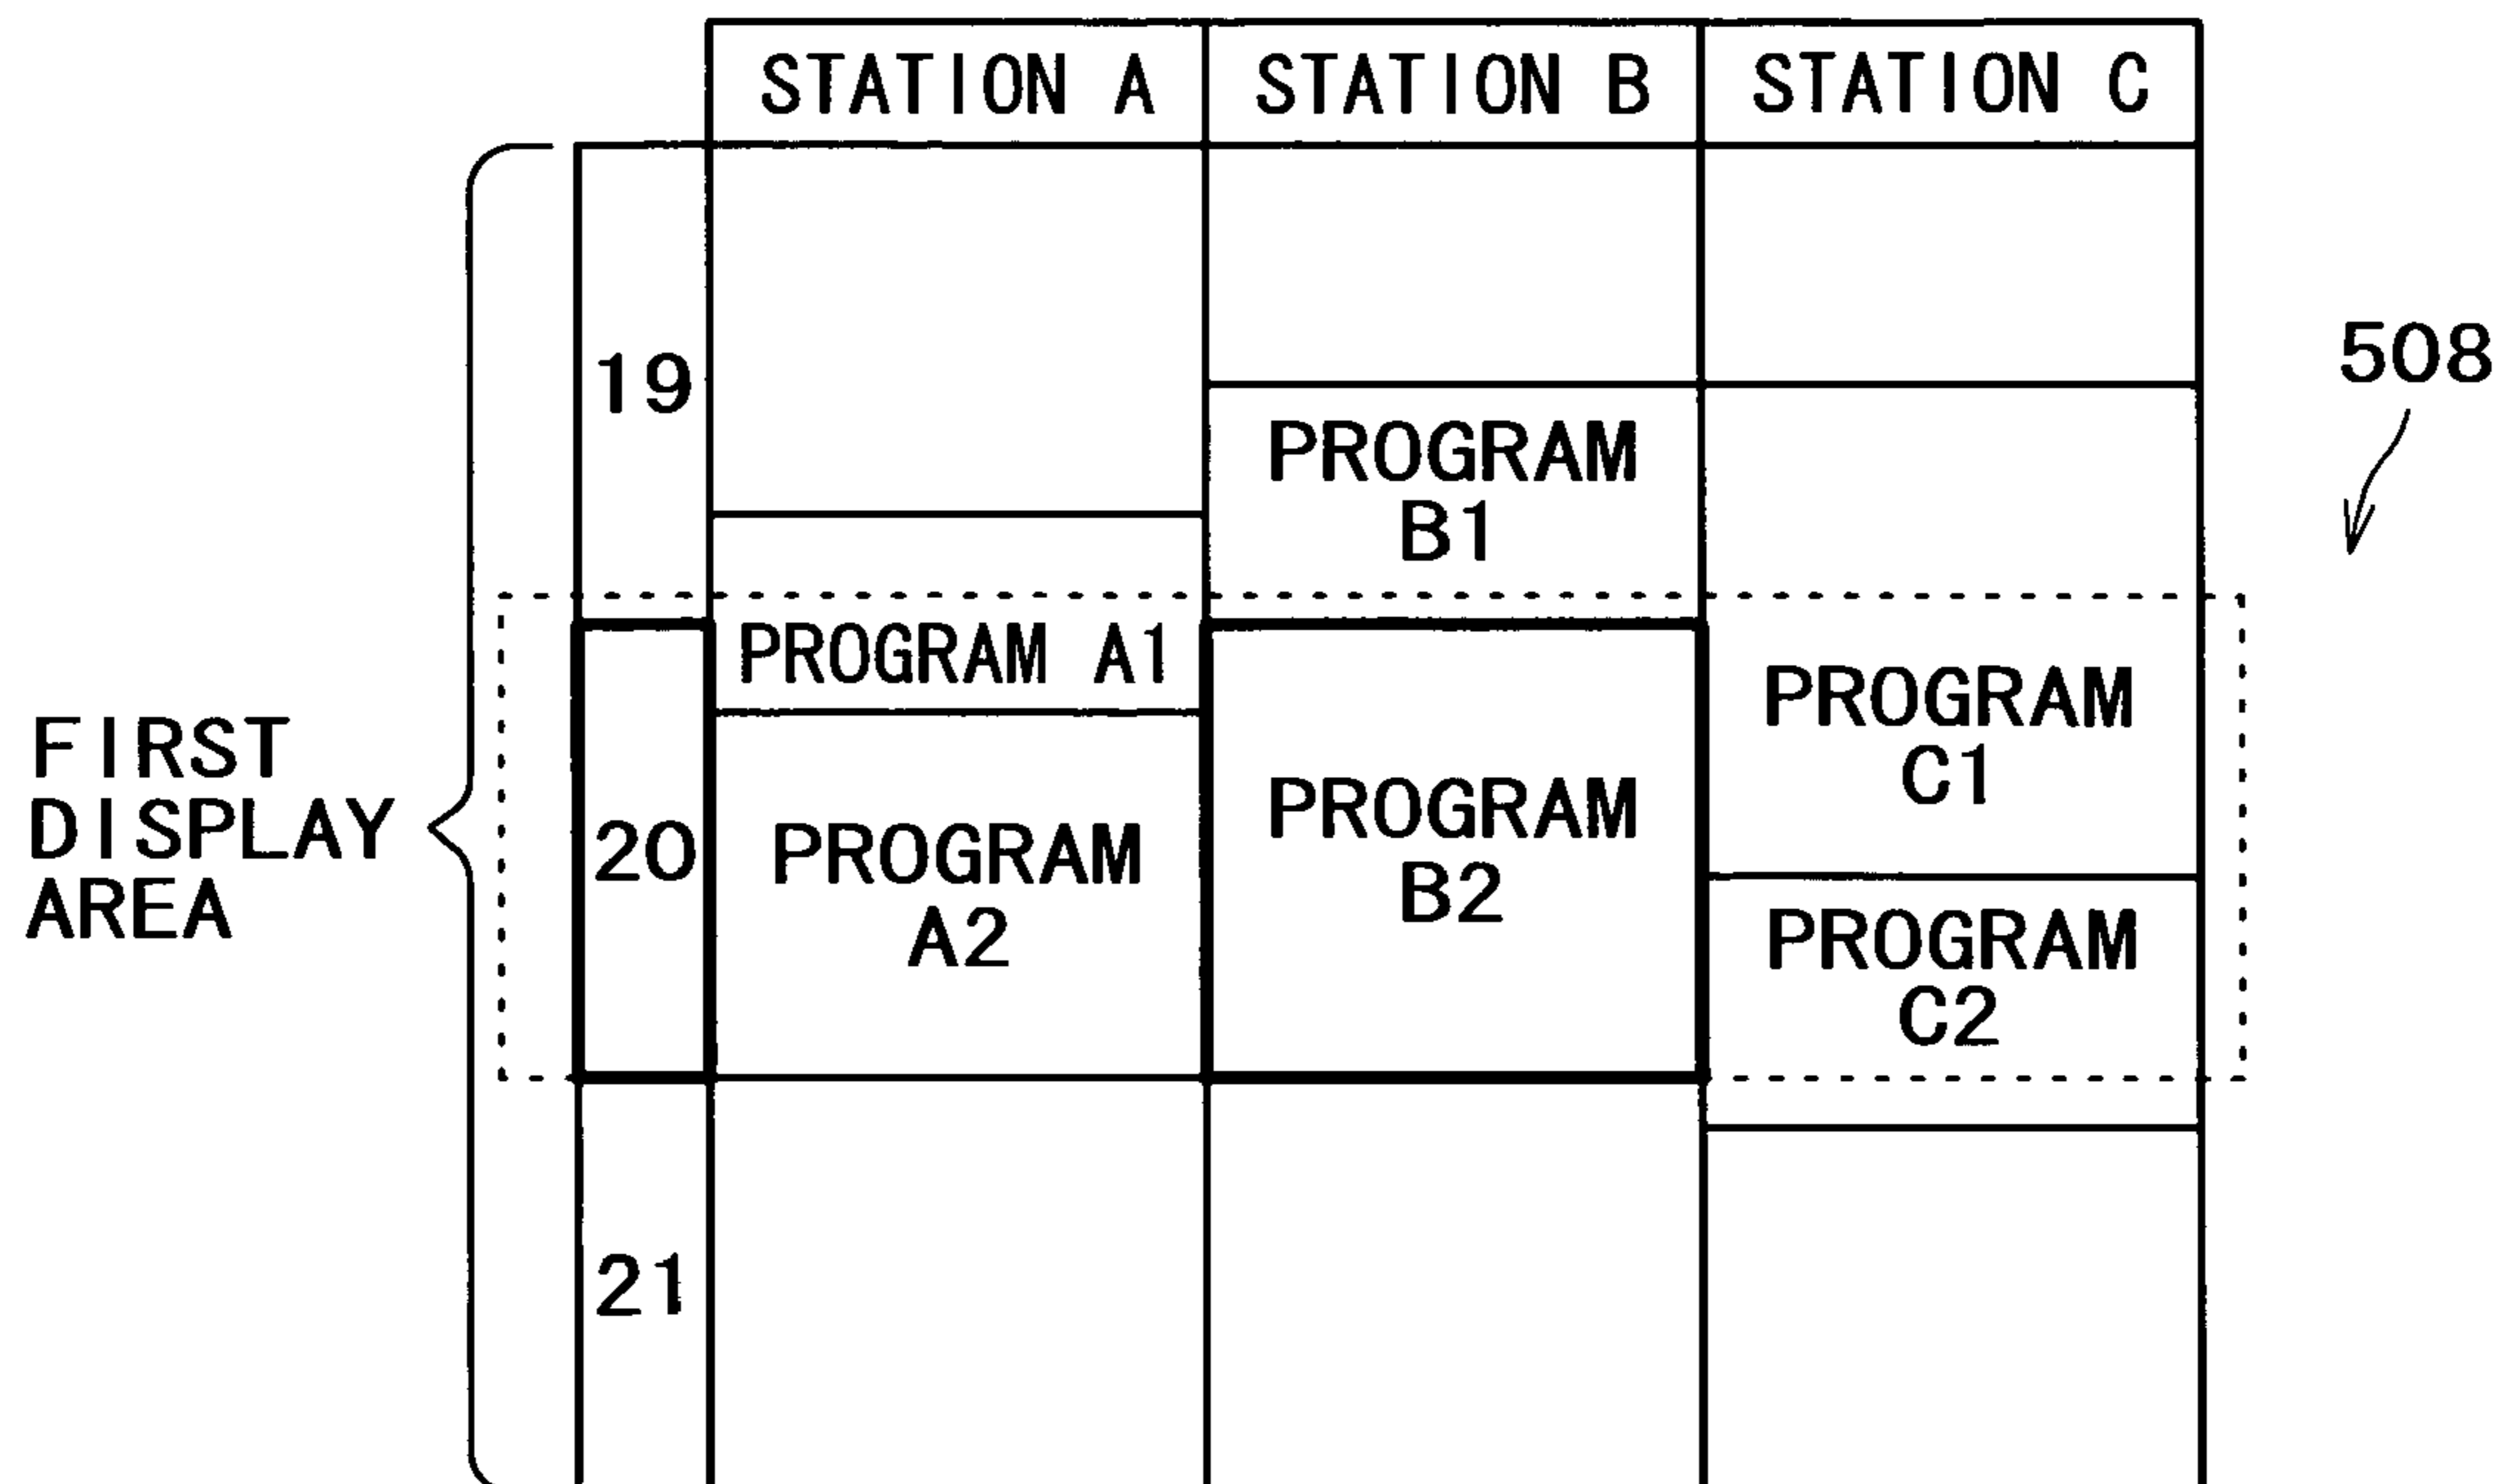 STATION A STATION B STATION C
19
508
PROGRAM
B1
PROGRAM A1
PROGRAM
C1
FIRST
DISPLAY
AREA
20
PROGRAM
A2
PROGRAM
B2
PROGRAM
C2
21